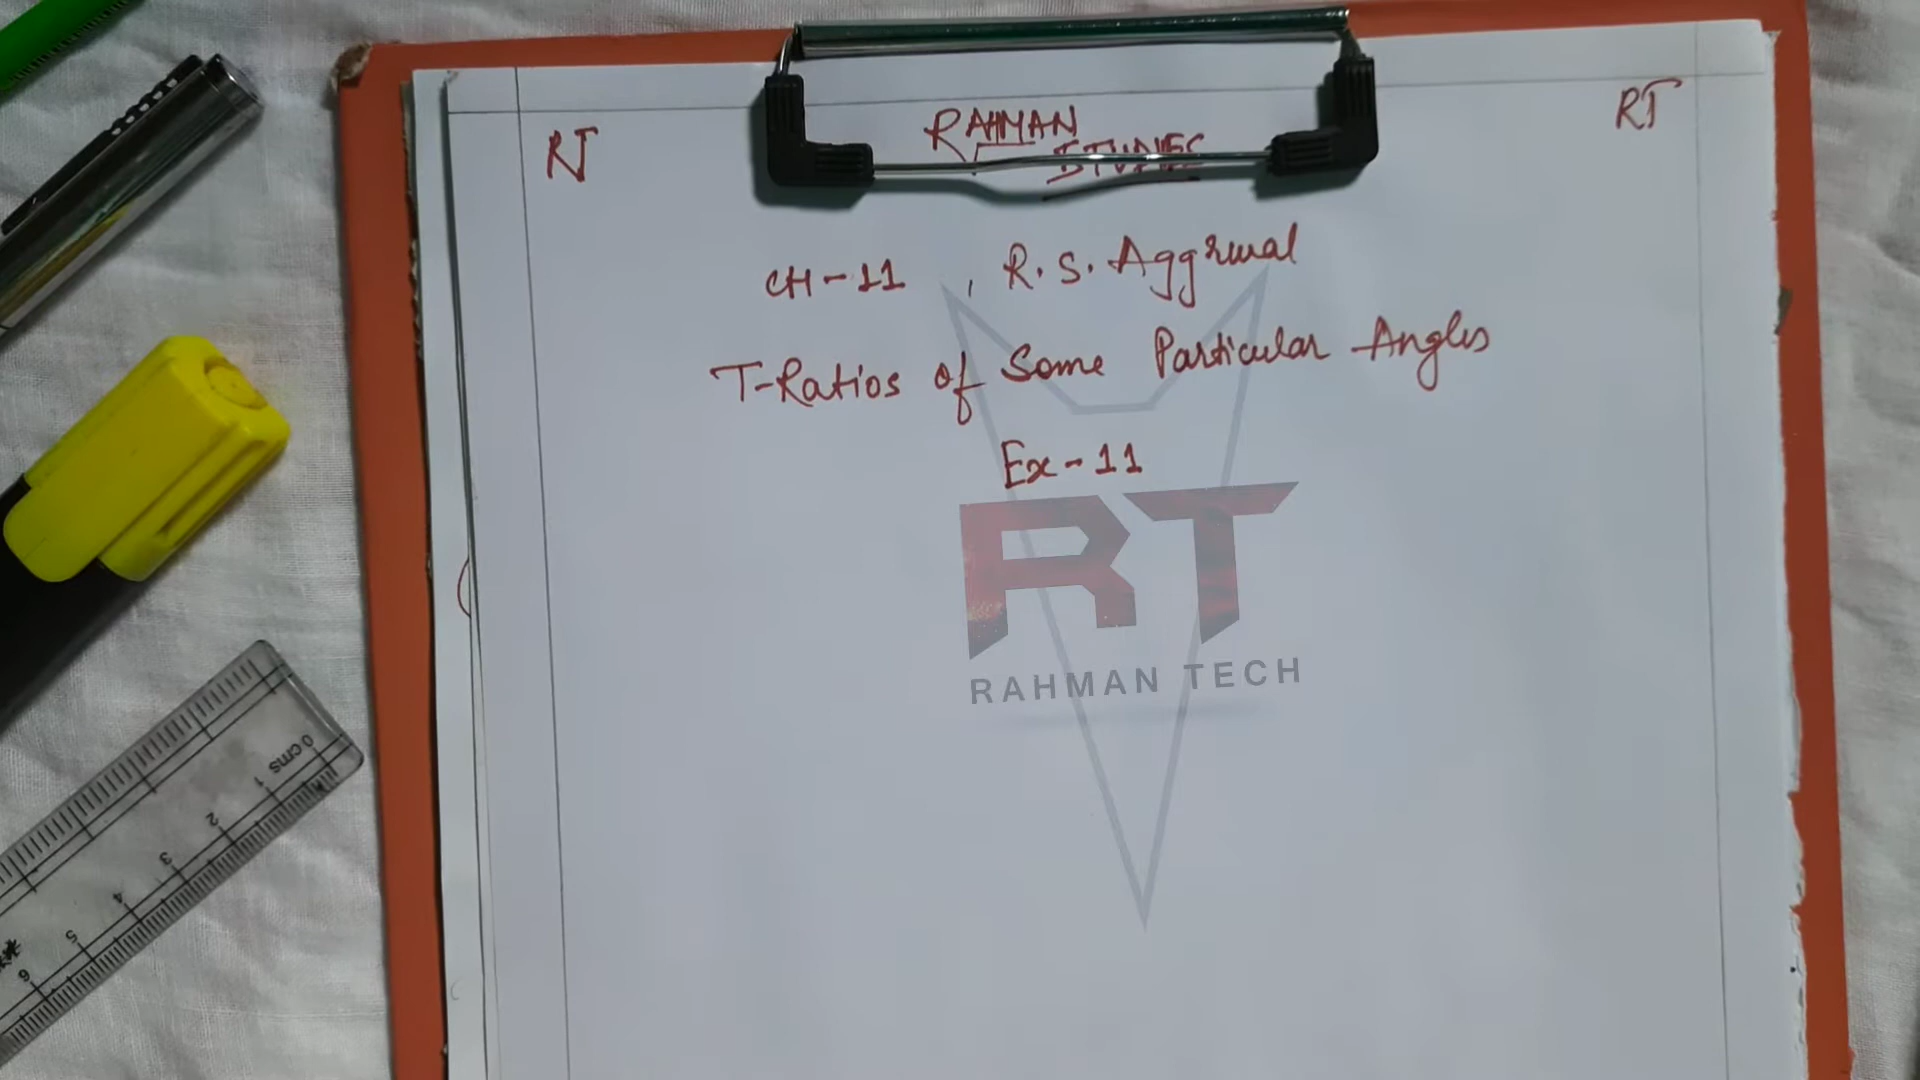 RT
RAHMAN
STUDIES
RT
CH-11 , R.S. Aggrwal
T-Ratios of Some Particular Angles
Ex-11
RT
RAHMAN TECH
0 cms 1 2 3 4 5 6